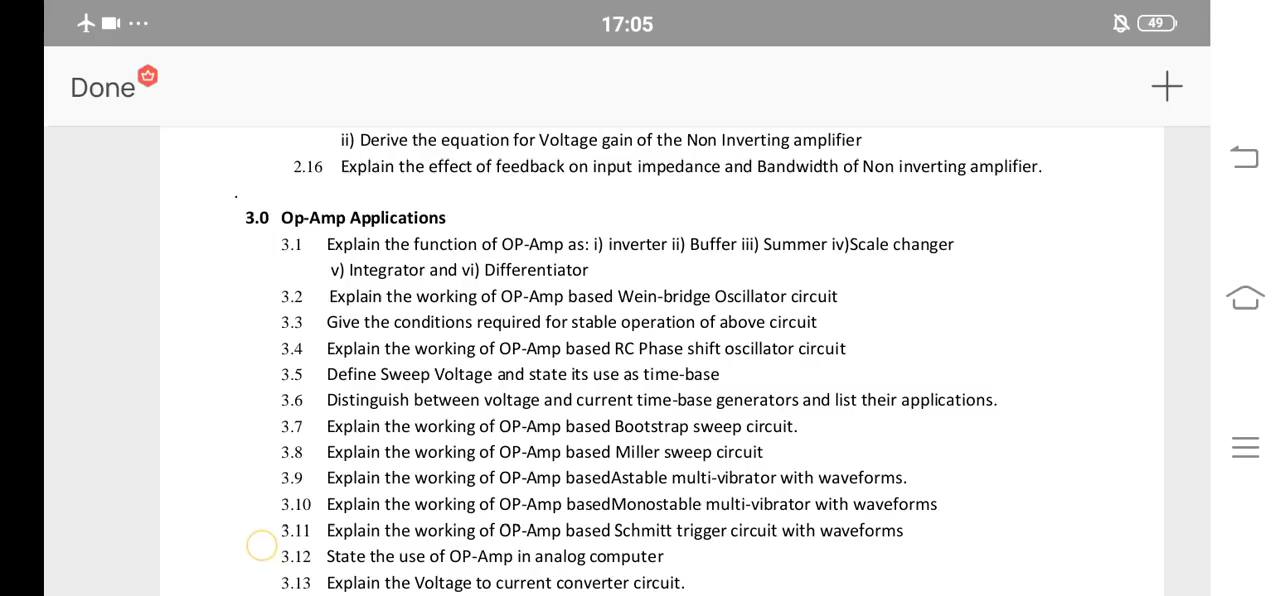 17:05
49
Done
ii) Derive the equation for Voltage gain of the Non Inverting amplifier
2.16 Explain the effect of feedback on input impedance and Bandwidth of Non inverting amplifier.
3.0 Op-Amp Applications
3.1 Explain the function of OP-Amp as: i) inverter ii) Buffer iii) Summer iv)Scale changer
v) Integrator and vi) Differentiator
3.2 Explain the working of OP-Amp based Wein-bridge Oscillator circuit
3.3 Give the conditions required for stable operation of above circuit
3.4 Explain the working of OP-Amp based RC Phase shift oscillator circuit
3.5 Define Sweep Voltage and state its use as time-base
3.6 Distinguish between voltage and current time-base generators and list their applications.
3.7 Explain the working of OP-Amp based Bootstrap sweep circuit.
3.8 Explain the working of OP-Amp based Miller sweep circuit
3.9 Explain the working of OP-Amp basedAstable multi-vibrator with waveforms.
3.10 Explain the working of OP-Amp basedMonostable multi-vibrator with waveforms
3.11 Explain the working of OP-Amp based Schmitt trigger circuit with waveforms
3.12 State the use of OP-Amp in analog computer
3.13 Explain the Voltage to current converter circuit.